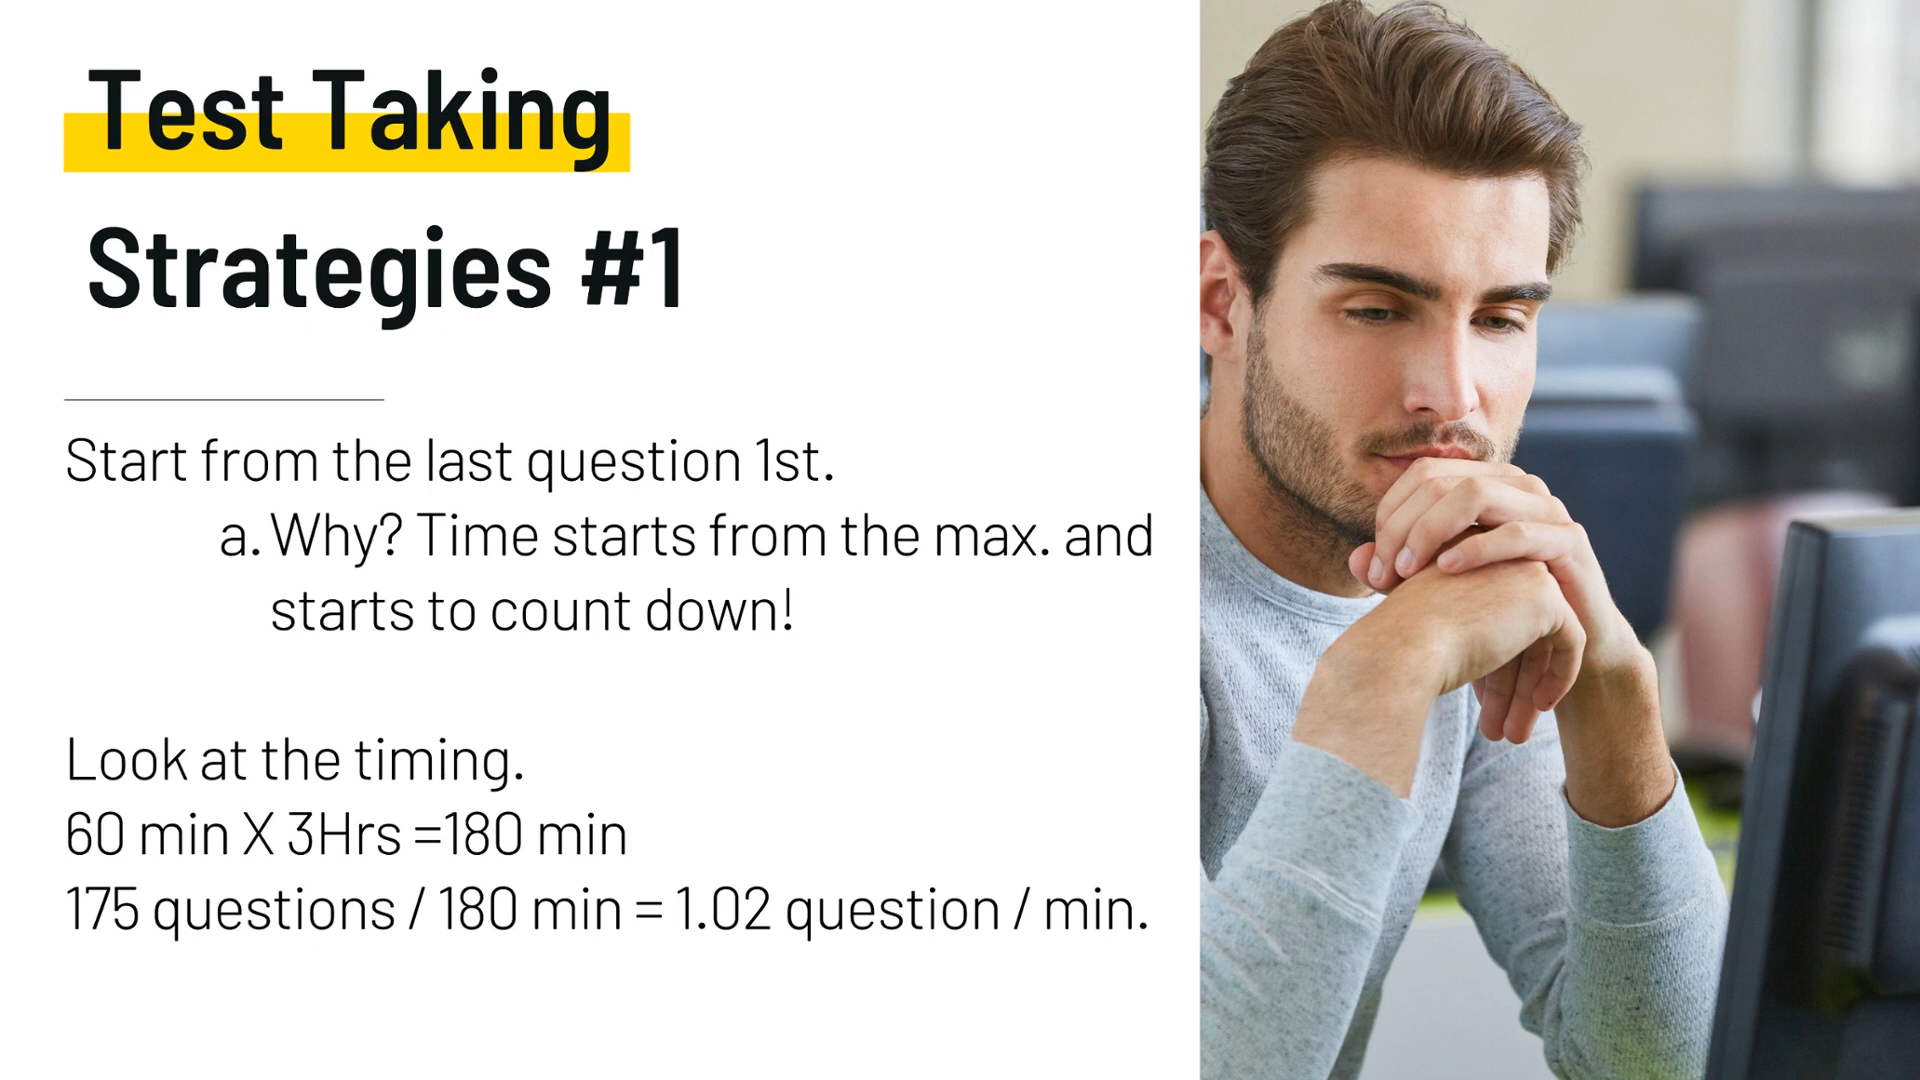 Test Taking
Strategies #1
Start from the last question 1st.
a. Why? Time starts from the max. and
starts to count down!
Look at the timing.
60 min X 3Hrs =180 min
175 questions / 180 min = 1.02 question / min.